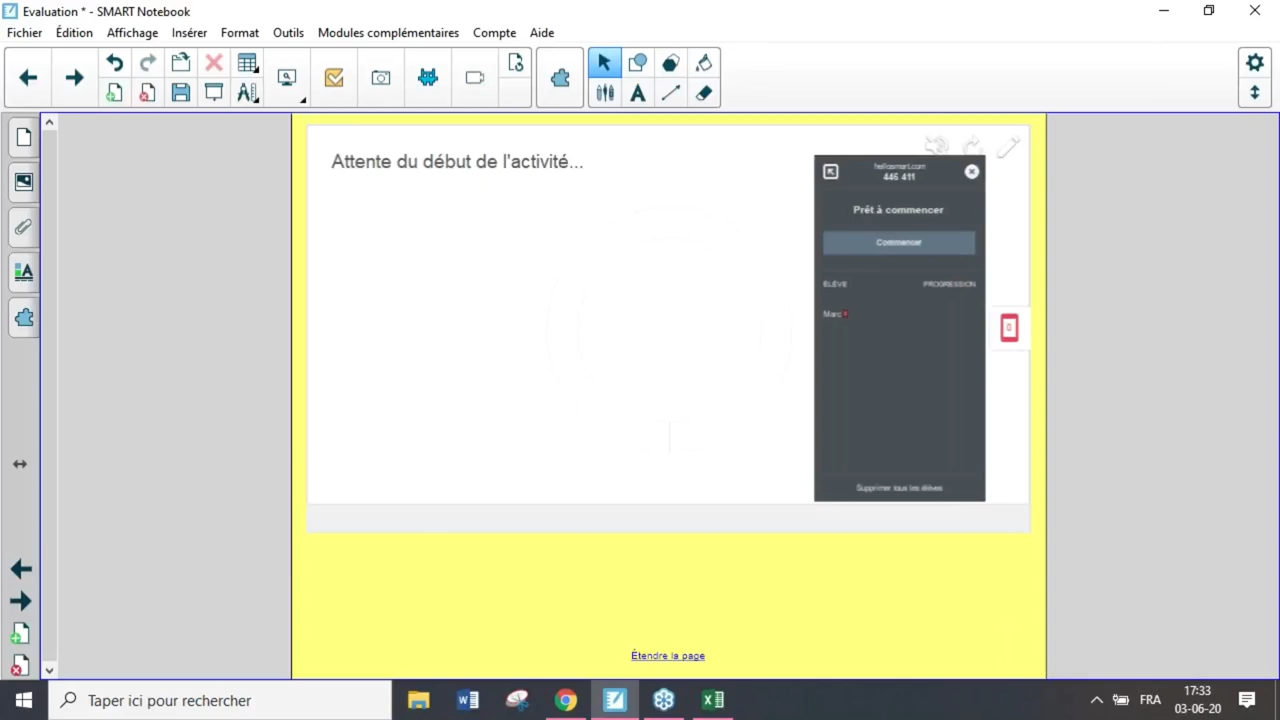 Evaluation * - SMART Notebook
Fichier Édition Affichage Insérer Format Outils Modules complémentaires Compte Aide
Attente du début de l'activité...
hellosmart.com
445 411
Prêt à commencer
Commencer
ÉLÈVE PROGRESSION
Marc
0
Supprimer tous les élèves
Étendre la page
Taper ici pour rechercher
FRA
17:33
03-06-20